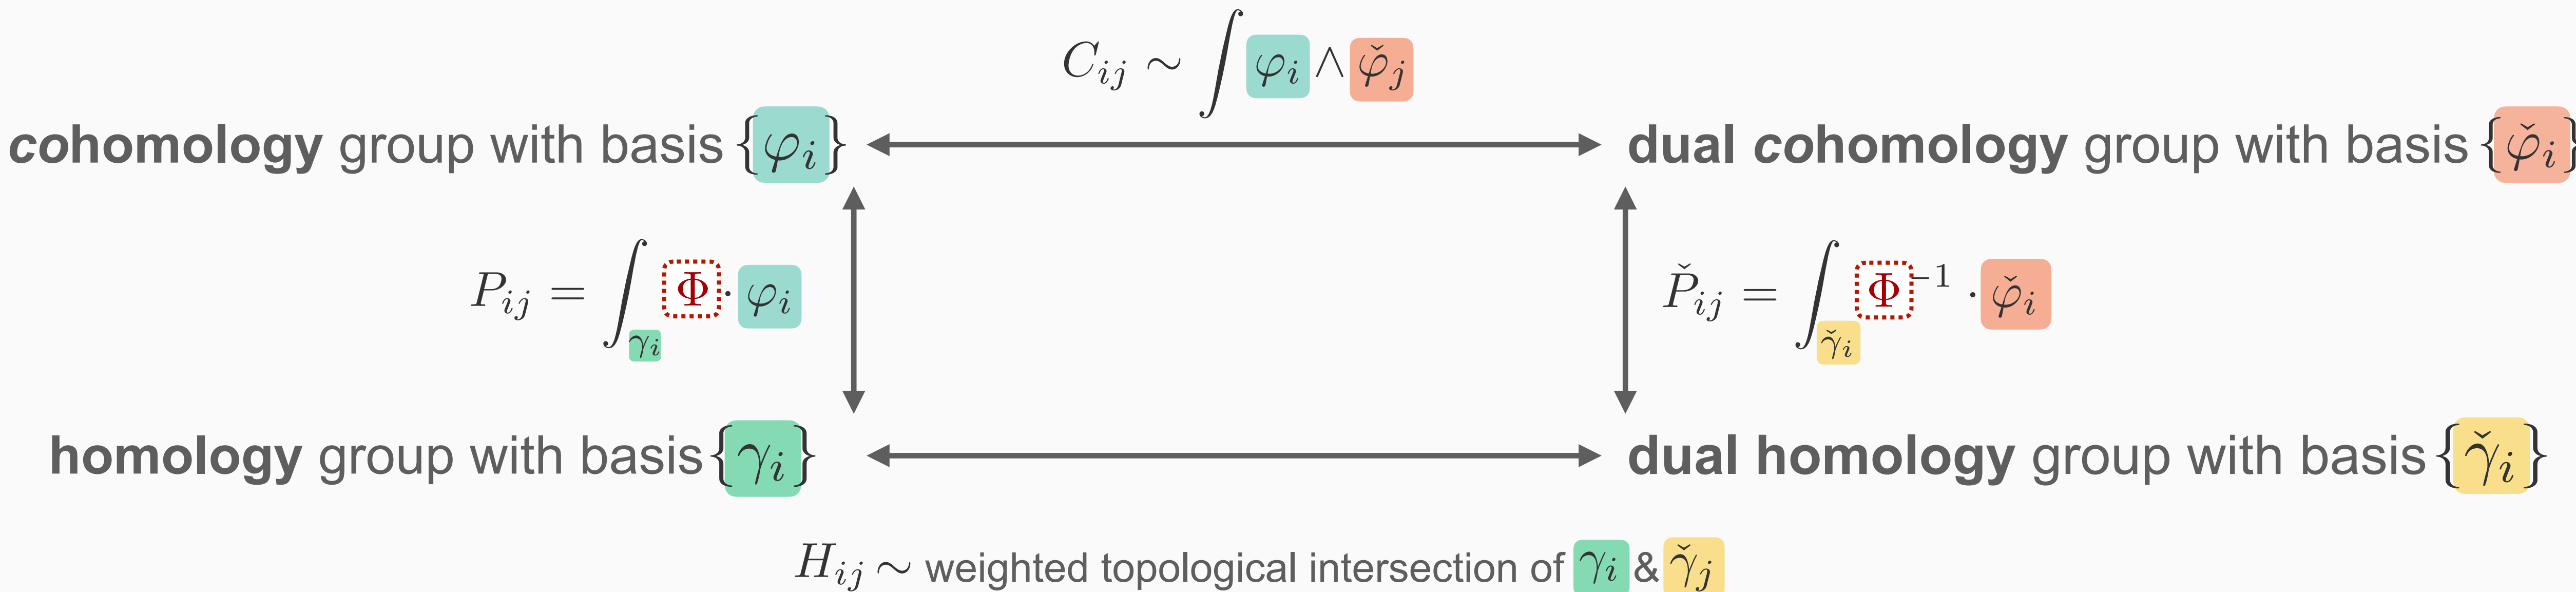 C_{ij} ∼ ∫ φ_i ∧ φ̌_j
cohomology group with basis {φ_i} dual cohomology group with basis {φ̌_i}
P_{ij} = ∫_{γ_i} Φ · φ_i P̌_{ij} = ∫_{γ̌_i} Φ^{-1} · φ̌_i
homology group with basis {γ_i} dual homology group with basis {γ̌_i}
H_{ij} ∼ weighted topological intersection of γ_i & γ̌_j